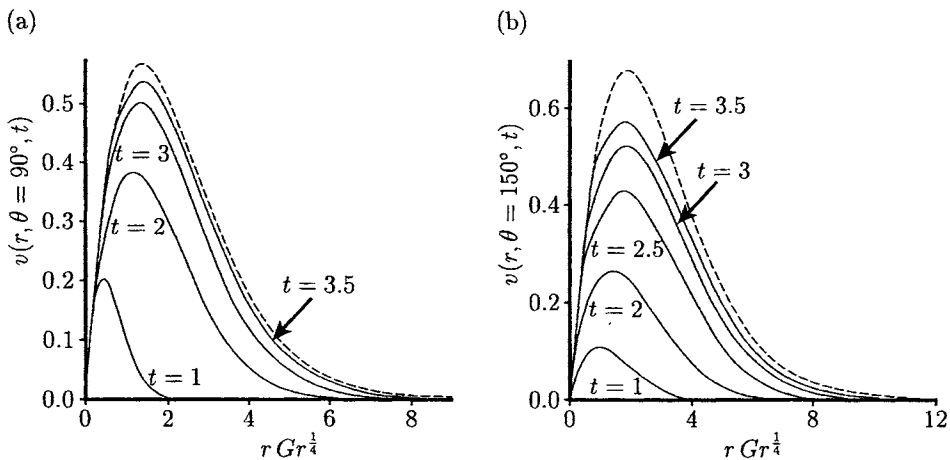 (a)
v(r, θ = 90°, t)
0.5
0.4
0.3
0.2
0.1
0.0
t = 3
t = 2
t = 3.5
t = 1
0 2 4 6 8
r Gr^{1/4}
(b)
v(r, θ = 150°, t)
0.6
0.4
0.2
0.0
t = 3.5
t = 3
t = 2.5
t = 2
t = 1
0 4 8 12
r Gr^{1/4}